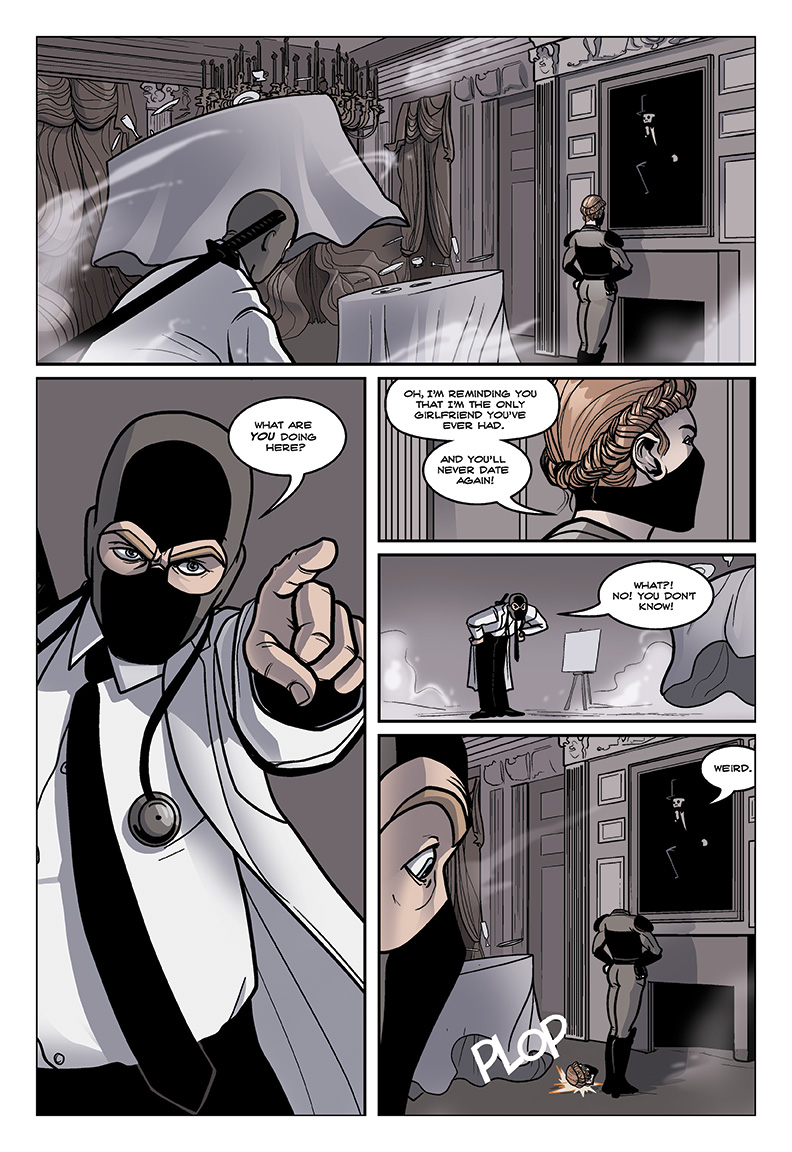 WHAT ARE
YOU DOING
HERE?
OH, I'M REMINDING YOU
THAT I'M THE ONLY
GIRLFRIEND YOU'VE
EVER HAD.
AND YOU'LL
NEVER DATE
AGAIN!
WHAT?!
NO! YOU DON'T
KNOW!
WEIRD.
PLOP